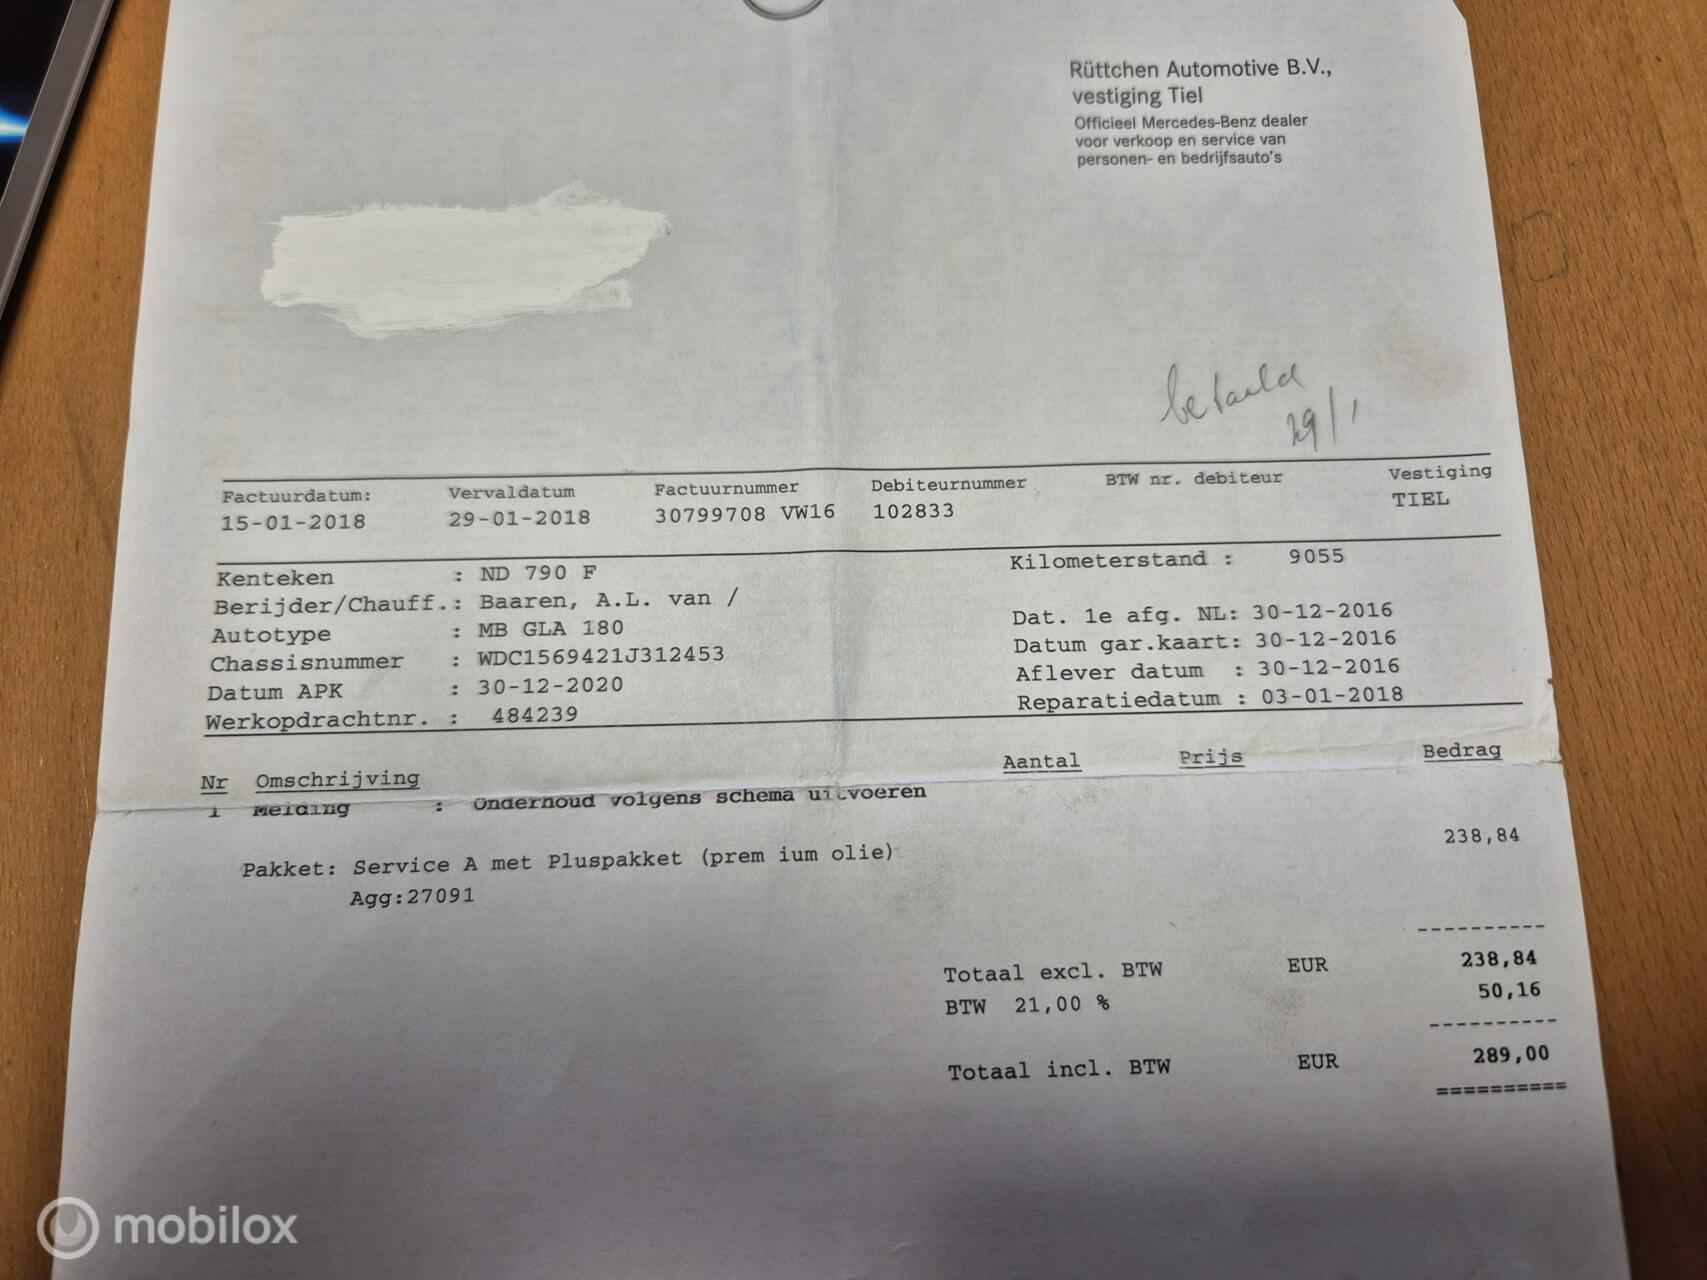 Rüttchen Automotive B.V.,
vestiging Tiel
Officieel Mercedes-Benz dealer
voor verkoop en service van
personen- en bedrijfsauto's
betaald
29/1
Factuurdatum: Vervaldatum Factuurnummer Debiteurnummer BTW nr. debiteur Vestiging
15-01-2018 29-01-2018 30799708 VW16 102833 TIEL
Kenteken : ND 790 F Kilometerstand : 9055
Berijder/Chauff.: Baaren, A.L. van /
Autotype : MB GLA 180 Dat. 1e afg. NL: 30-12-2016
Chassisnummer : WDC1569421J312453 Datum gar.kaart: 30-12-2016
Datum APK : 30-12-2020 Aflever datum : 30-12-2016
Werkopdrachtnr. : 484239 Reparatiedatum : 03-01-2018
Nr Omschrijving Aantal Prijs Bedrag
1 Melding : Onderhoud volgens schema uitvoeren
Pakket: Service A met Pluspakket (prem ium olie) 238,84
Agg:27091
----------
Totaal excl. BTW EUR 238,84
BTW 21,00 % 50,16
----------
Totaal incl. BTW EUR 289,00
==========
mobilox